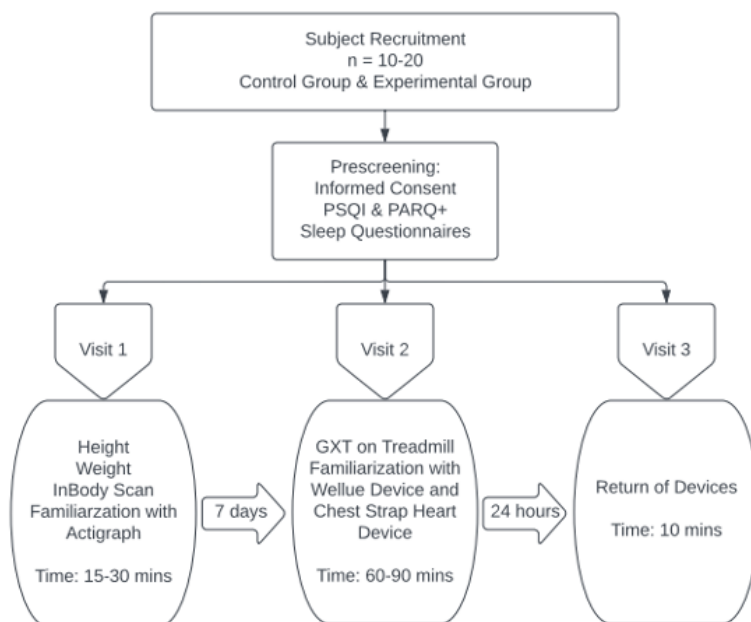 Subject Recruitment
n = 10-20
Control Group & Experimental Group
Prescreening:
Informed Consent
PSQI & PARQ+
Sleep Questionnaires
Visit 1
Visit 2
Visit 3
Height
Weight
InBody Scan
Familiarzation with
Actigraph
Time: 15-30 mins
7 days
GXT on Treadmill
Familiarization with
Wellue Device and
Chest Strap Heart
Device
Time: 60-90 mins
24 hours
Return of Devices
Time: 10 mins